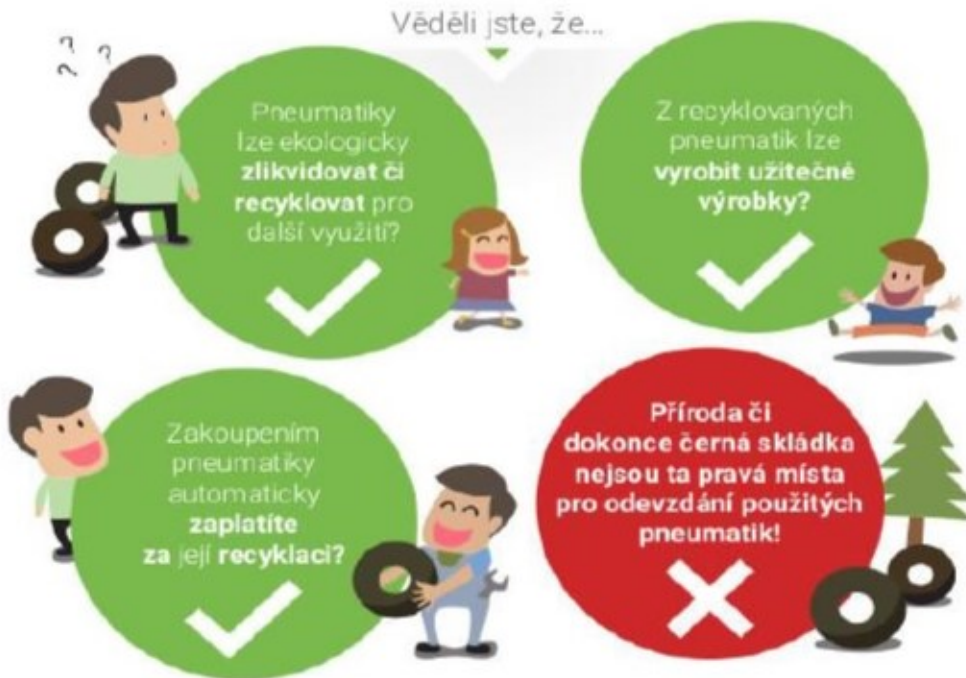 Věděli jste, že...
Pneumatiky
lze ekologicky
zlikvidovat či
recyklovat pro
další využití?
Z recyklovaných
pneumatik lze
vyrobit užitečné
výrobky?
Zakoupením
pneumatiky
automaticky
zaplatíte
za její recyklaci?
Příroda či
dokonce černá skládka
nejsou ta pravá místa
pro odevzdání použitých
pneumatik!
? ? ?